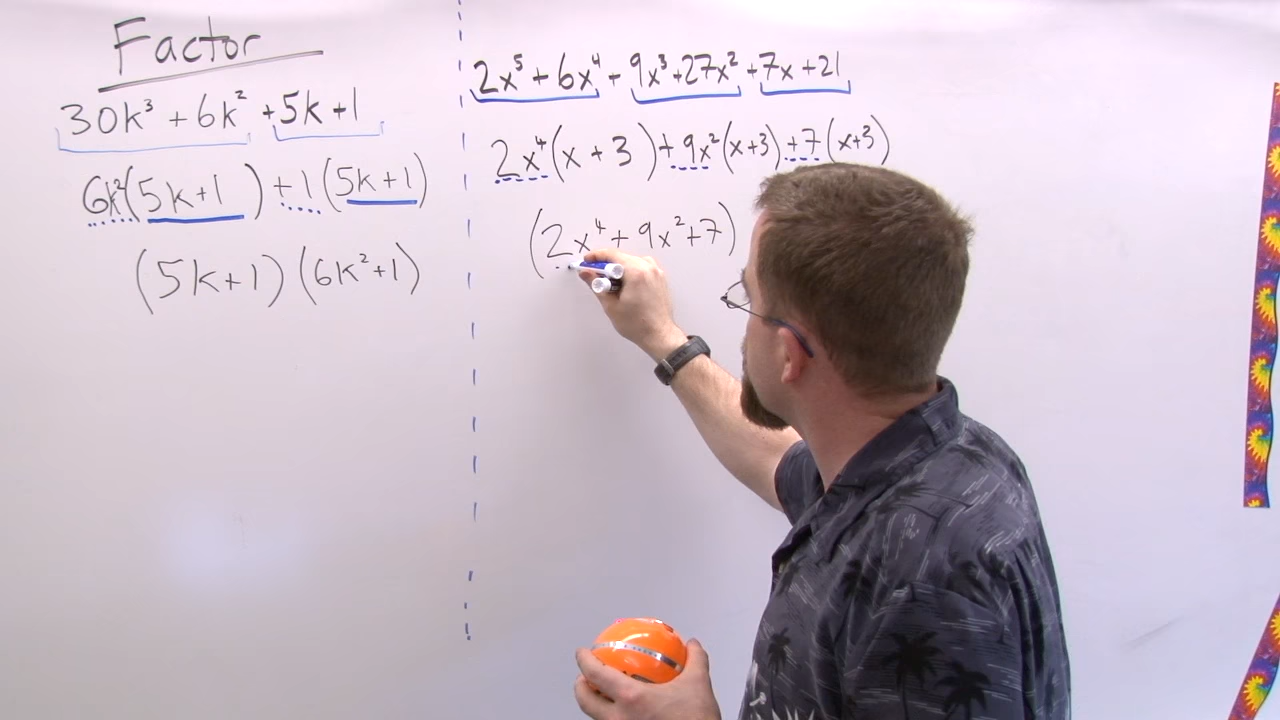 Factor
30k³ + 6k² + 5k + 1
6k²(5k+1) + 1(5k+1)
(5k+1)(6k²+1)
2x⁵ + 6x⁴ + 9x³ + 27x² + 7x + 21
2x⁴(x + 3) + 9x²(x+3) + 7(x+3)
(2x⁴ + 9x² + 7)